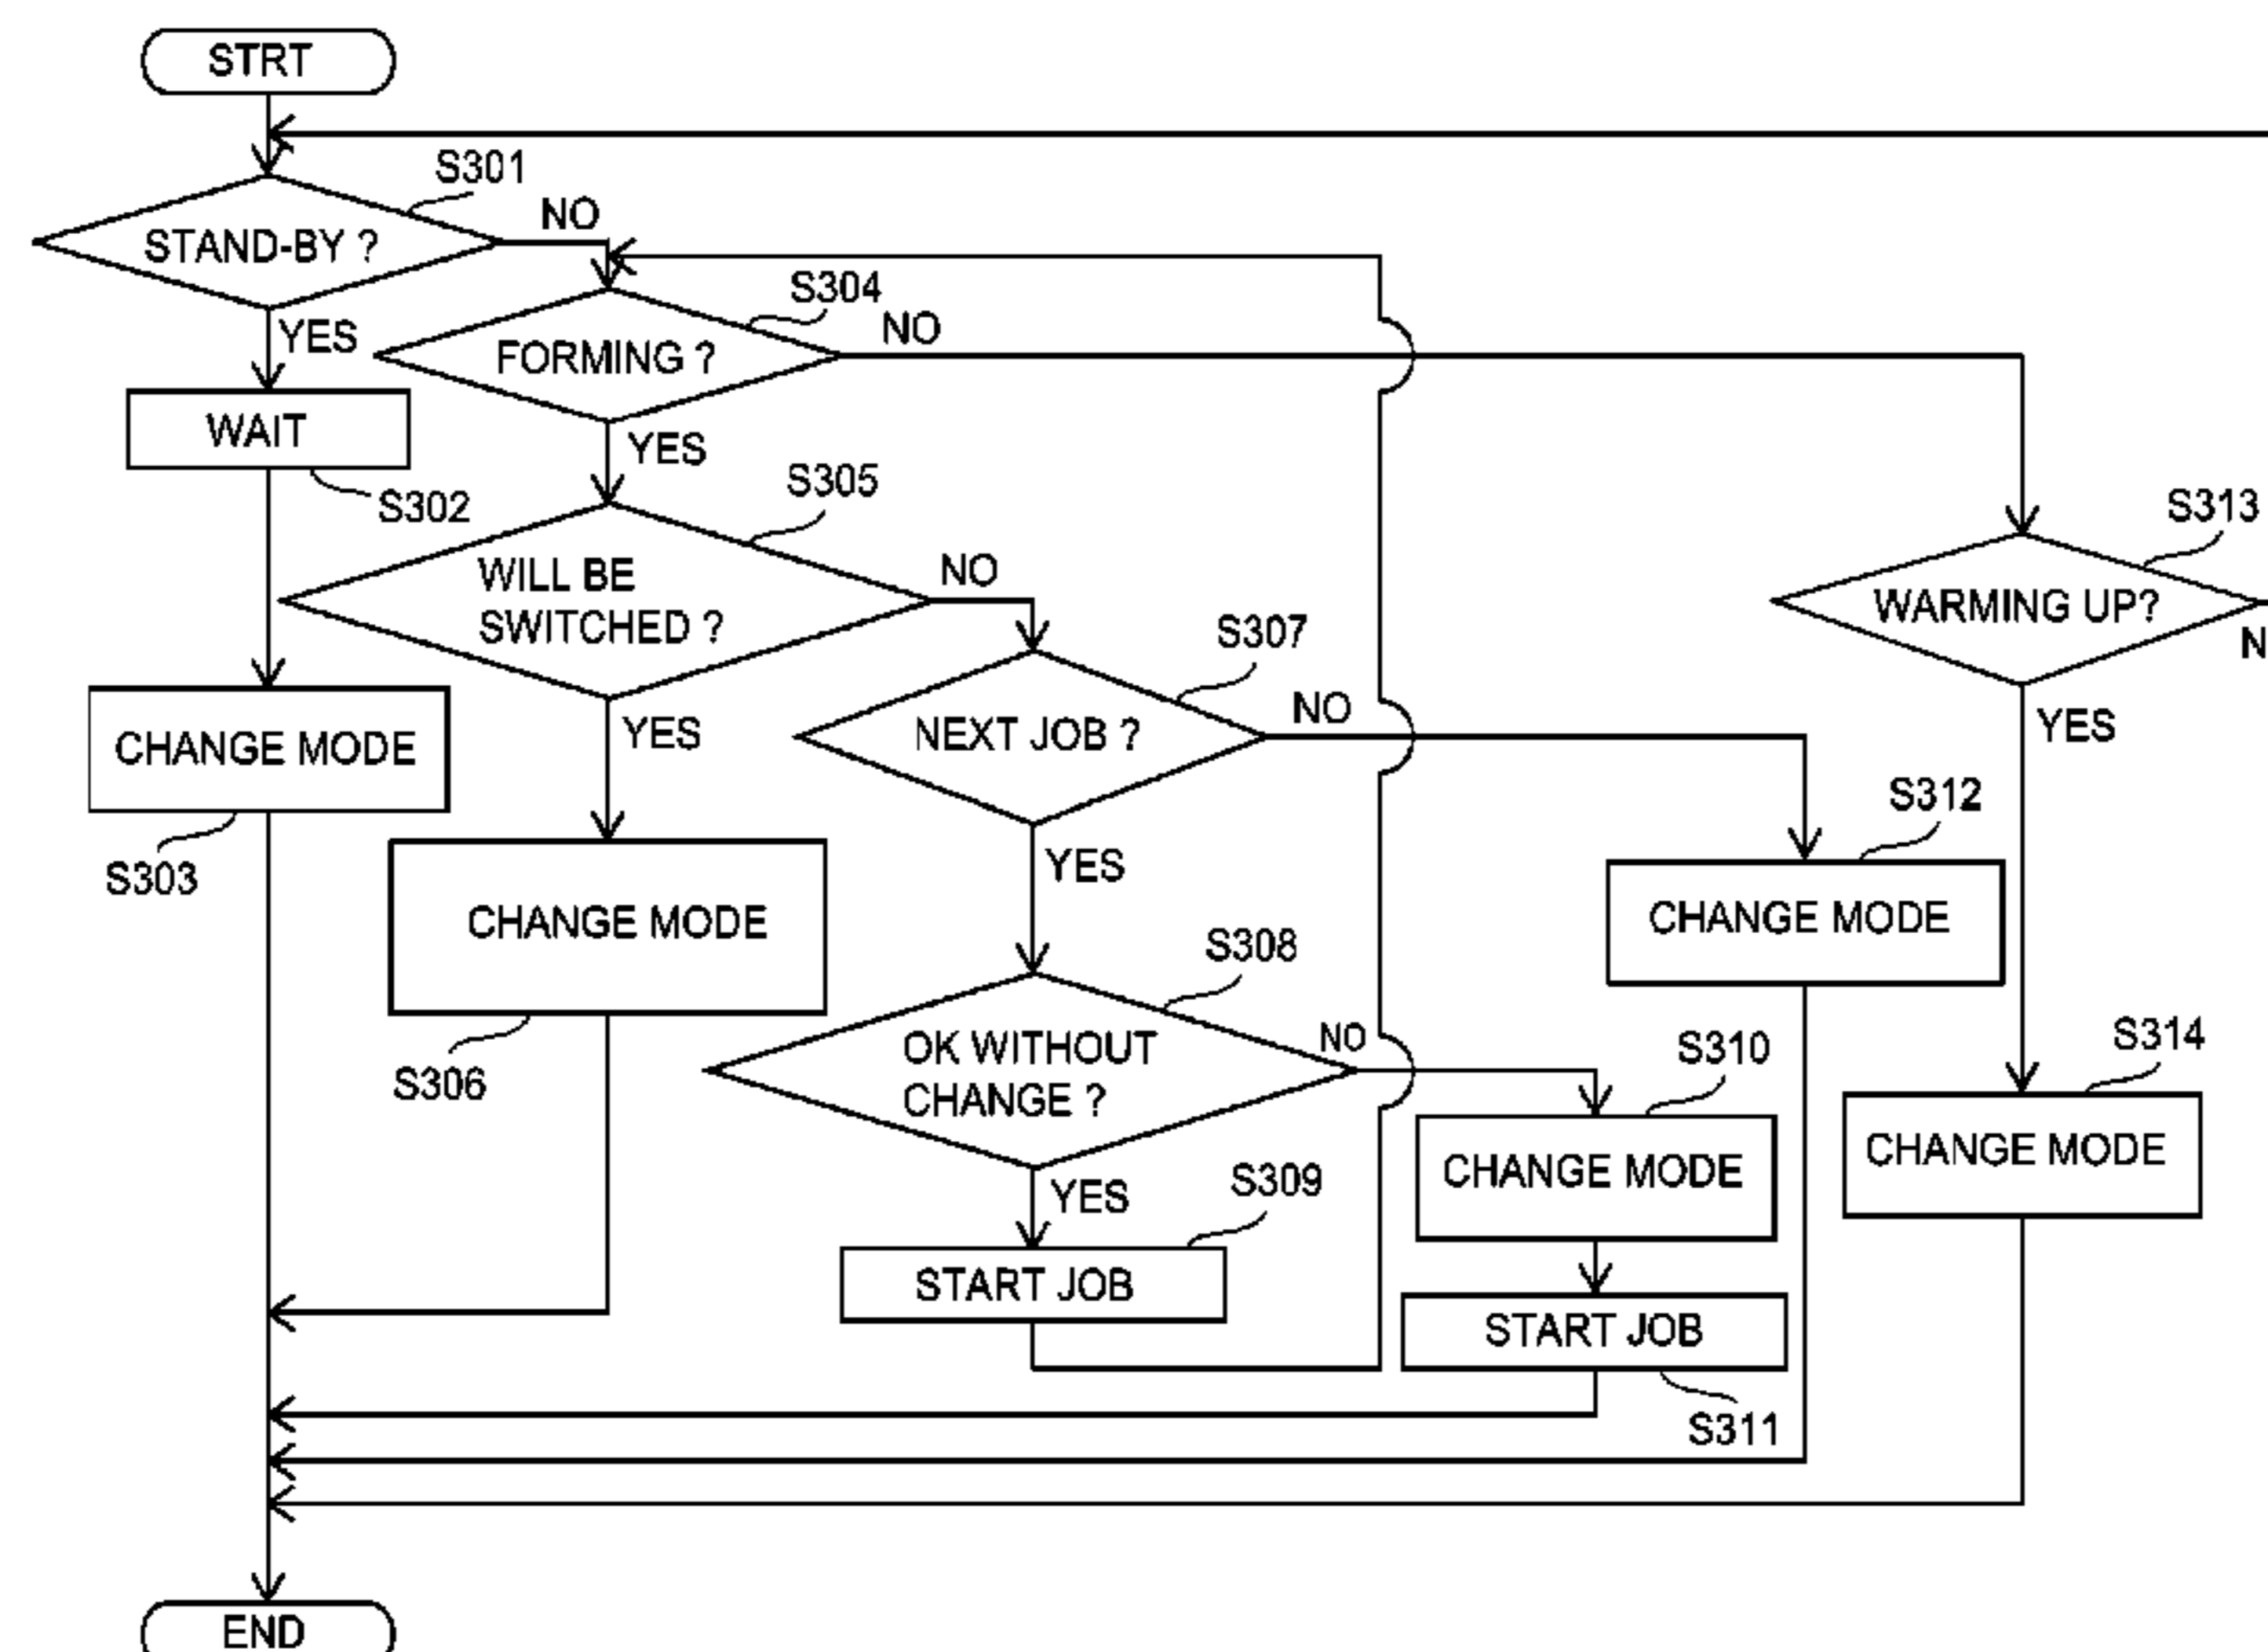 STRT
S301
NO
STAND-BY ?
YES
S304
NO
FORMING ?
WAIT
S302
YES
S305
S313
WILL BE
SWITCHED ?
NO
WARMING UP?
N
S307
CHANGE MODE
S303
YES
NEXT JOB ?
NO
YES
S312
CHANGE MODE
S306
YES
CHANGE MODE
S308
OK WITHOUT
CHANGE ?
NO
S310
S314
CHANGE MODE
CHANGE MODE
YES
S309
START JOB
START JOB
S311
END